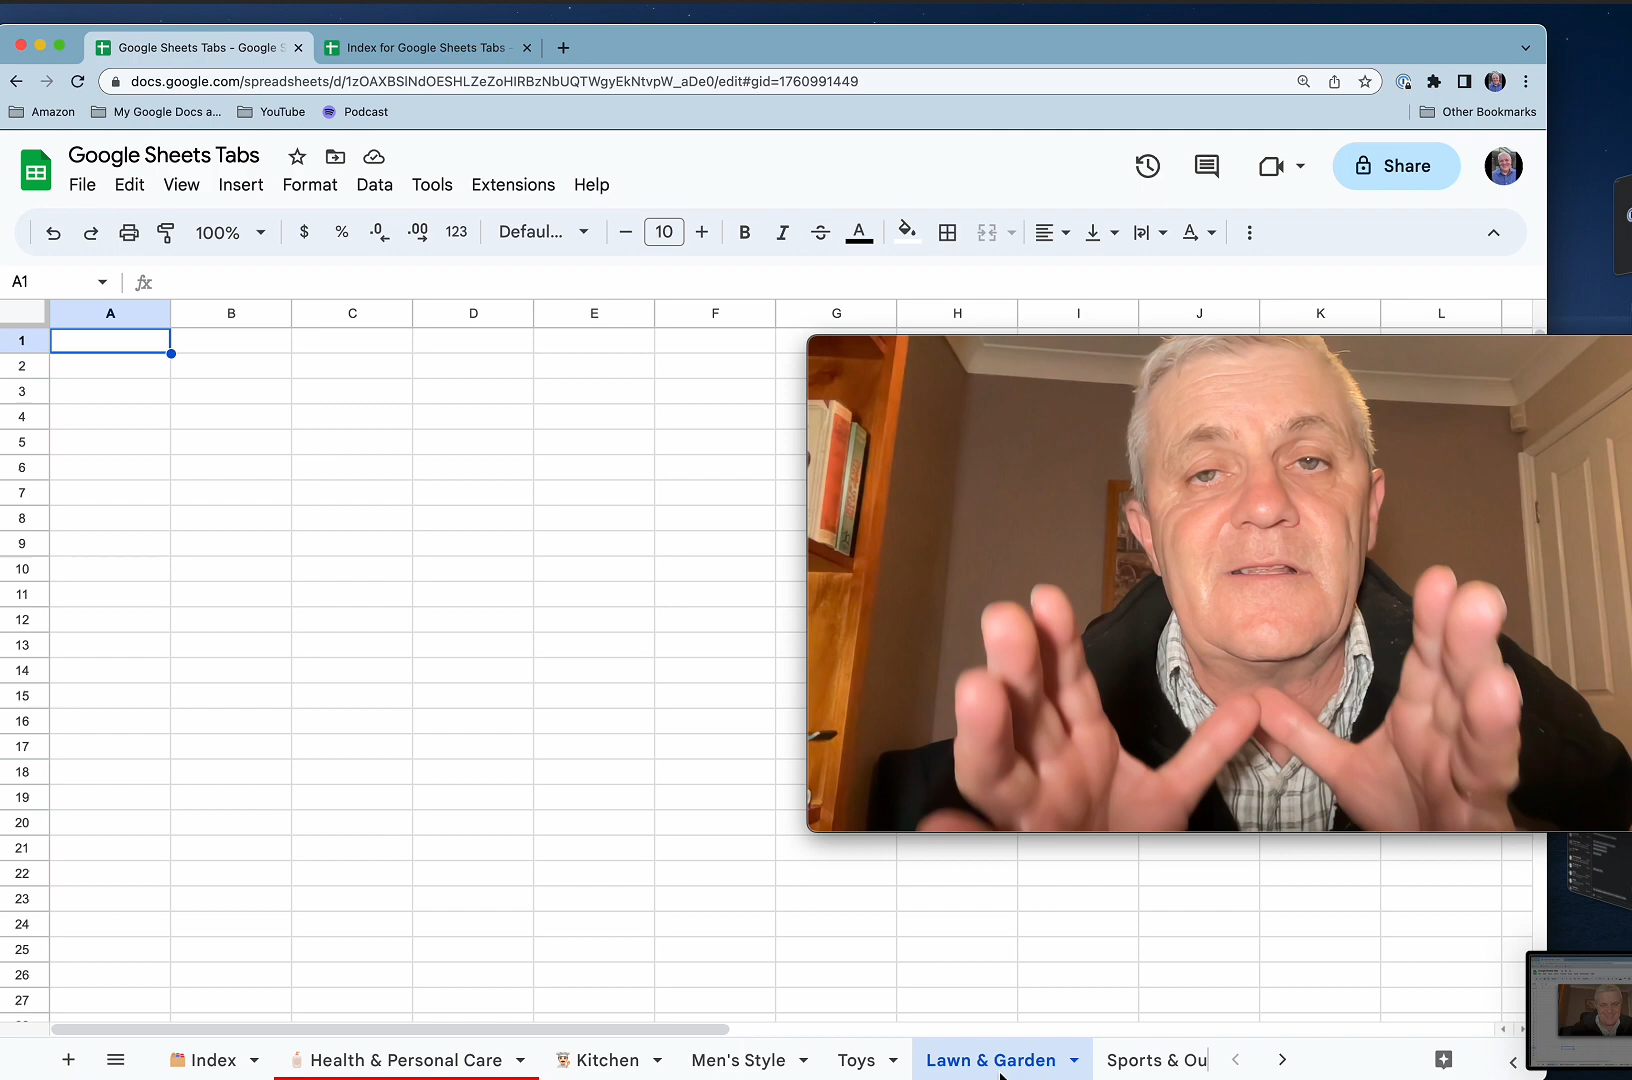 Google Sheets Tabs - Google S
Index for Google Sheets Tabs -
docs.google.com/spreadsheets/d/1zOAXBSlNdOESHLZeZoHlRBzNbUQTWgyEkNtvpW_aDe0/edit#gid=1760991449
Amazon My Google Docs a... YouTube Podcast Other Bookmarks
Google Sheets Tabs
File Edit View Insert Format Data Tools Extensions Help
Share
100% $ % .0 .00 123 Defaul... − 10 + B I S A
A1 fx
A B C D E F G H I J K L
1
2
3
4
5
6
7
8
9
10
11
12
13
14
15
16
17
18
19
20
21
22
23
24
25
26
27
+ Index Health & Personal Care Kitchen Men's Style Toys Lawn & Garden Sports & Ou